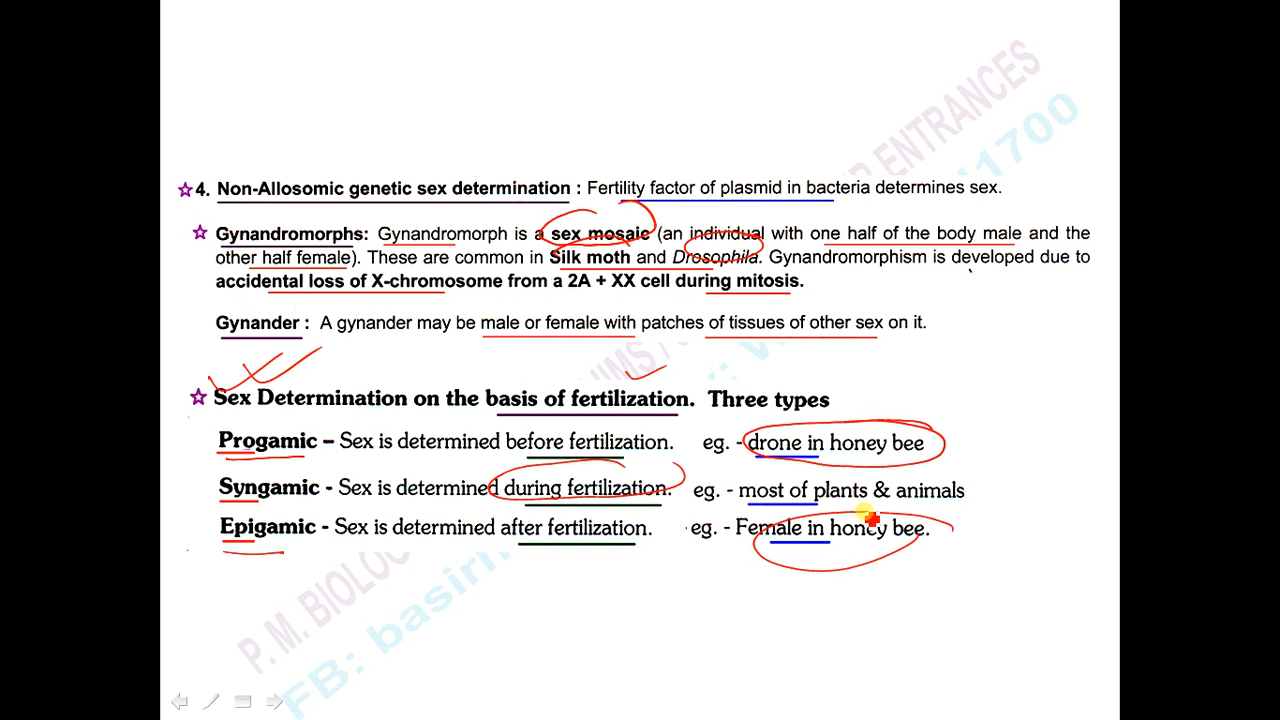 ☆4. Non-Allosomic genetic sex determination : Fertility factor of plasmid in bacteria determines sex.
☆ Gynandromorphs: Gynandromorph is a sex mosaic (an individual with one half of the body male and the
other half female). These are common in Silk moth and Drosophila. Gynandromorphism is developed due to
accidental loss of X-chromosome from a 2A + XX cell during mitosis.
Gynander : A gynander may be male or female with patches of tissues of other sex on it.
☆ Sex Determination on the basis of fertilization. Three types
Progamic – Sex is determined before fertilization. eg. - drone in honey bee
Syngamic - Sex is determined during fertilization. eg. - most of plants & animals
Epigamic - Sex is determined after fertilization. eg. - Female in honey bee.
ENTRANCES
1700
P. M. BIOLOG
FB: basirh